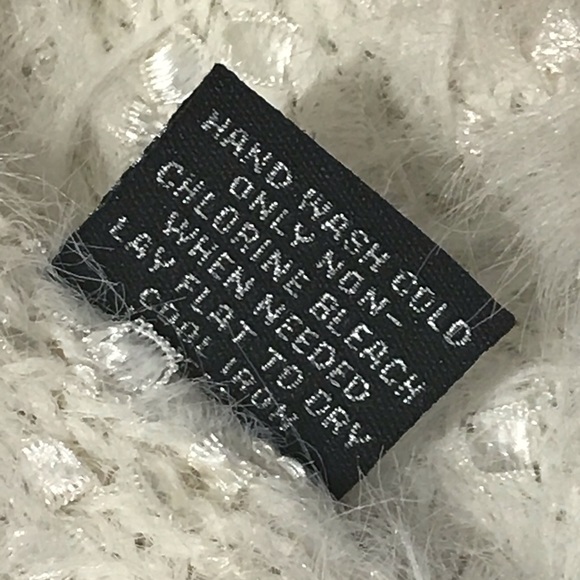 HAND WASH COLD
ONLY NON-
CHLORINE BLEACH
WHEN NEEDED
LAY FLAT TO DRY
COOL IRON